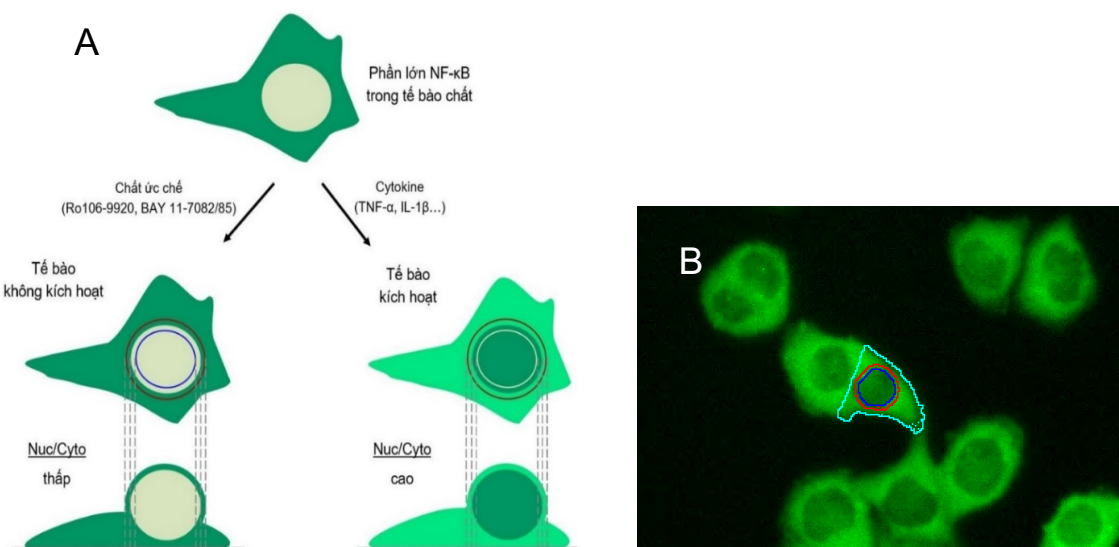 A
Phần lớn NF-κB
trong tế bào chất
Chất ức chế
(Ro106-9920, BAY 11-7082/85)
Cytokine
(TNF-α, IL-1β...)
Tế bào
không kích hoạt
Tế bào
kích hoạt
Nuc/Cyto
thấp
Nuc/Cyto
cao
B